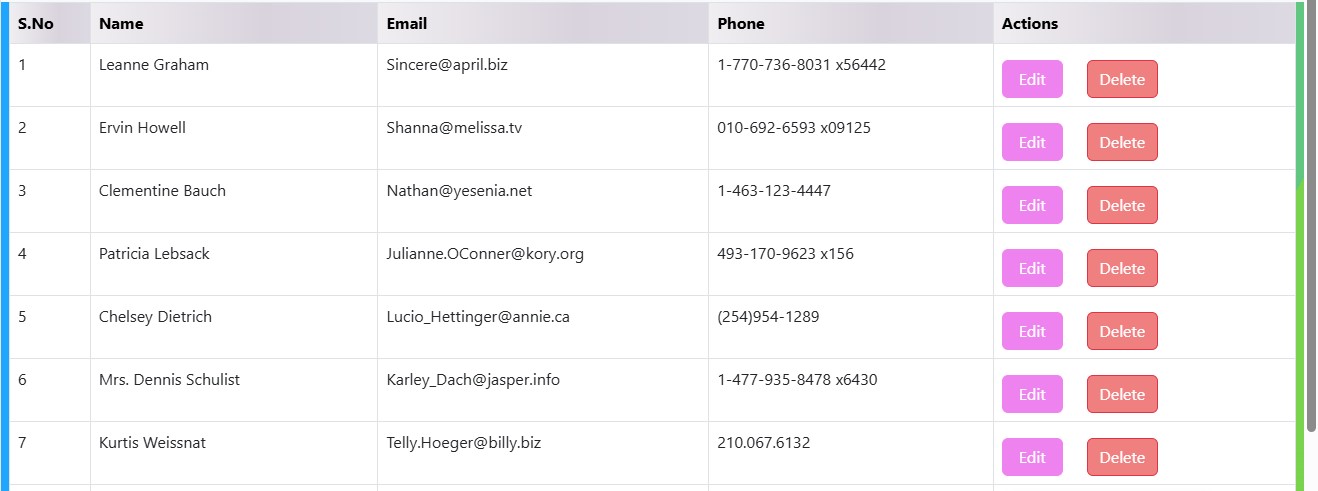 S.No Name Email Phone Actions
1 Leanne Graham Sincere@april.biz 1-770-736-8031 x56442 Edit Delete
2 Ervin Howell Shanna@melissa.tv 010-692-6593 x09125 Edit Delete
3 Clementine Bauch Nathan@yesenia.net 1-463-123-4447 Edit Delete
4 Patricia Lebsack Julianne.OConner@kory.org 493-170-9623 x156 Edit Delete
5 Chelsey Dietrich Lucio_Hettinger@annie.ca (254)954-1289 Edit Delete
6 Mrs. Dennis Schulist Karley_Dach@jasper.info 1-477-935-8478 x6430 Edit Delete
7 Kurtis Weissnat Telly.Hoeger@billy.biz 210.067.6132 Edit Delete